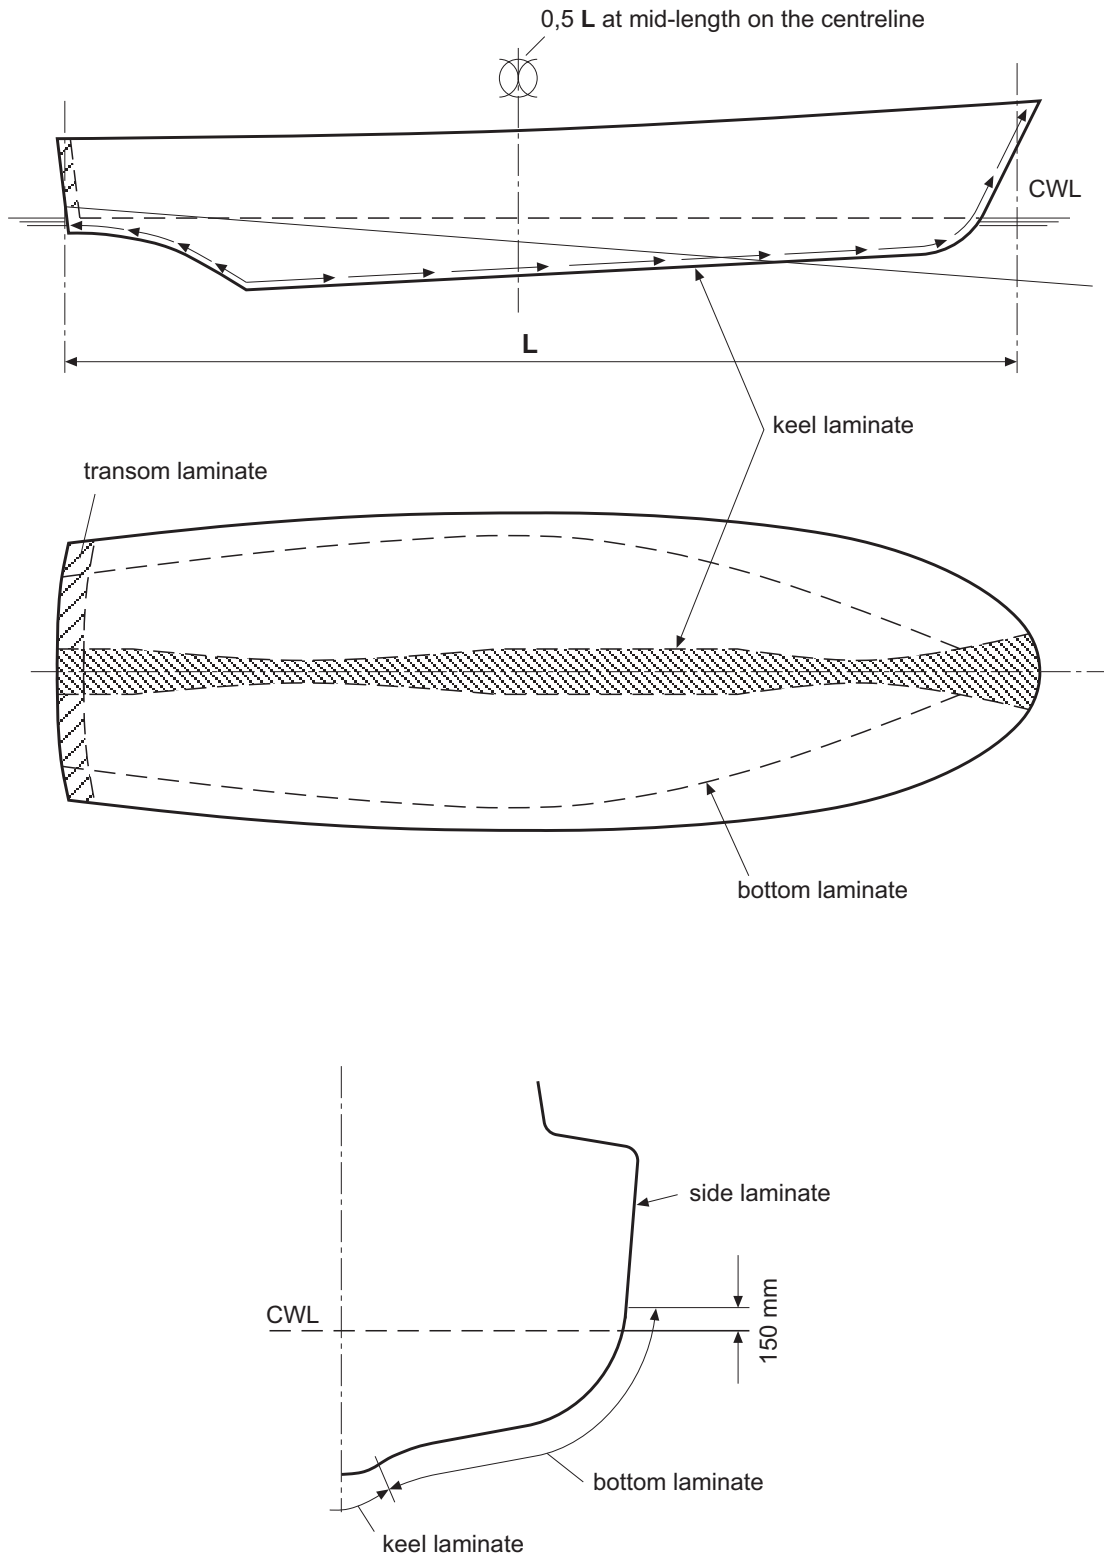 0,5 L at mid-length on the centreline
CWL
L
keel laminate
transom laminate
bottom laminate
side laminate
CWL
150 mm
bottom laminate
keel laminate